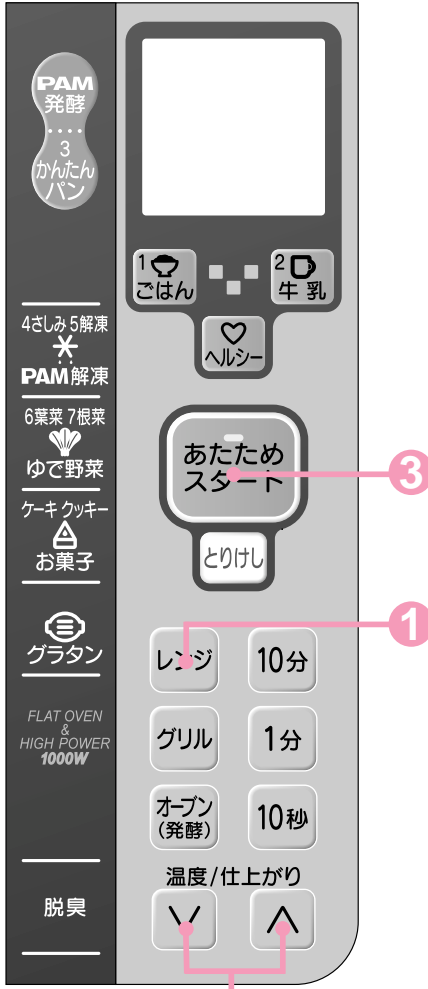 PAM
発酵
3
かんたん
パン
1
ごはん
2
牛乳
ヘルシー
4さしみ 5解凍
PAM解凍
6葉菜 7根菜
ゆで野菜
ケーキ クッキー
お菓子
グラタン
FLAT OVEN
&
HIGH POWER
1000W
脱臭
あたため
スタート
3
とりけし
レンジ
10分
1
グリル
1分
オーブン
(発酵)
10秒
温度/仕上がり